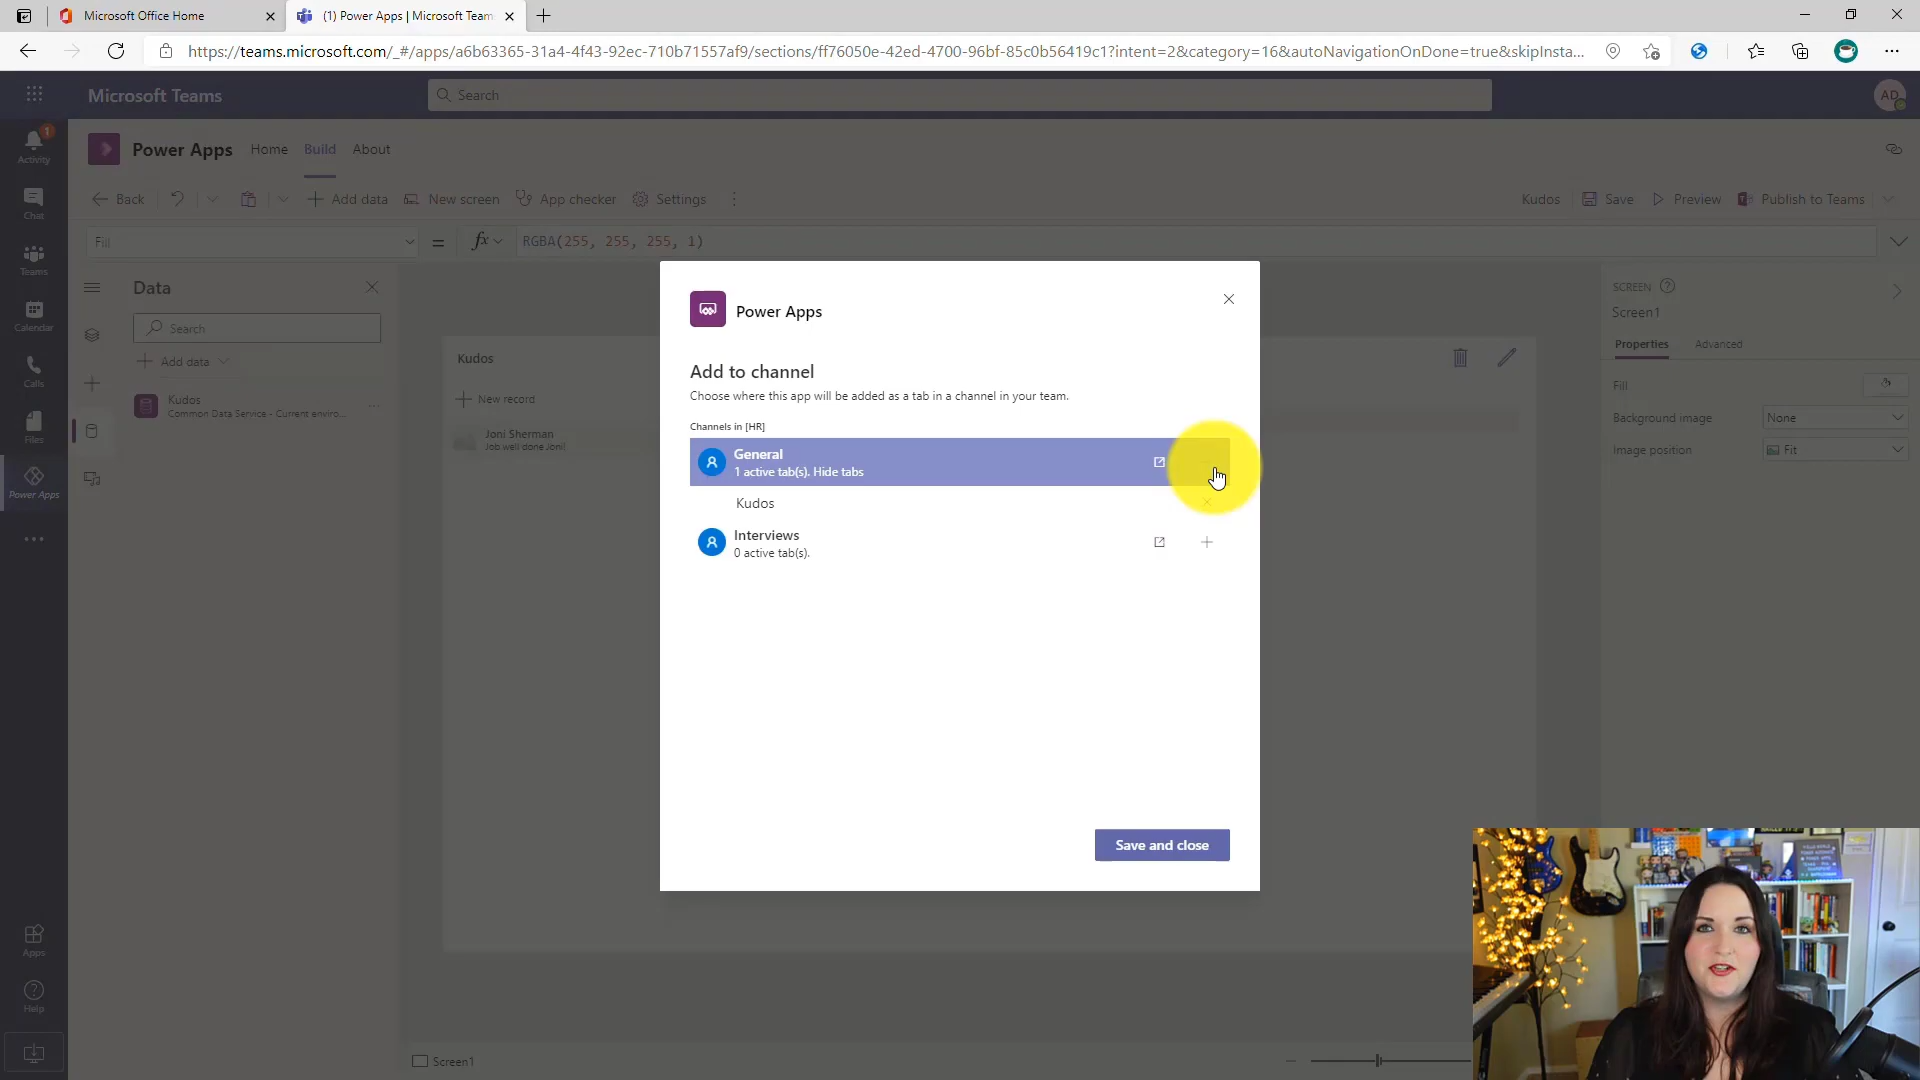 Microsoft Office Home
(1) Power Apps | Microsoft Team
https://teams.microsoft.com/_#/apps/a6b63365-31a4-4f43-92ec-710b71557af9/sections/ff76050e-42ed-4700-96bf-85c0b56419c1?intent=2&category=16&autoNavigationOnDone=true&skipInsta...
Microsoft Teams
Search
AD
1
Activity
Chat
Teams
Calendar
Calls
Files
Power Apps
Apps
Help
Power Apps
Home
Build
About
Back
Add data
New screen
App checker
Settings
Kudos
Save
Preview
Publish to Teams
Fill
=
fx
RGBA(255, 255, 255, 1)
Data
Search
Add data
Kudos
Common Data Service - Current enviro...
Kudos
New record
Joni Sherman
Job well done Joni!
Power Apps
Add to channel
Choose where this app will be added as a tab in a channel in your team.
Channels in [HR]
General
1 active tab(s). Hide tabs
Kudos
Interviews
0 active tab(s).
Save and close
SCREEN
Screen1
Properties
Advanced
Fill
Background image
None
Image position
Fit
Screen1